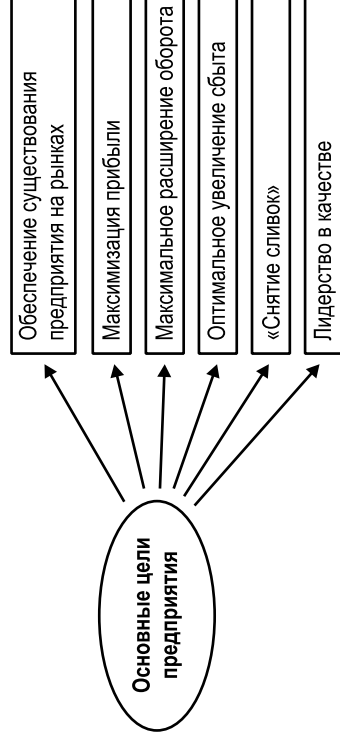 Основные цели
предприятия
Обеспечение существования
предприятия на рынках
Максимизация прибыли
Максимальное расширение оборота
Оптимальное увеличение сбыта
«Снятие сливок»
Лидерство в качестве